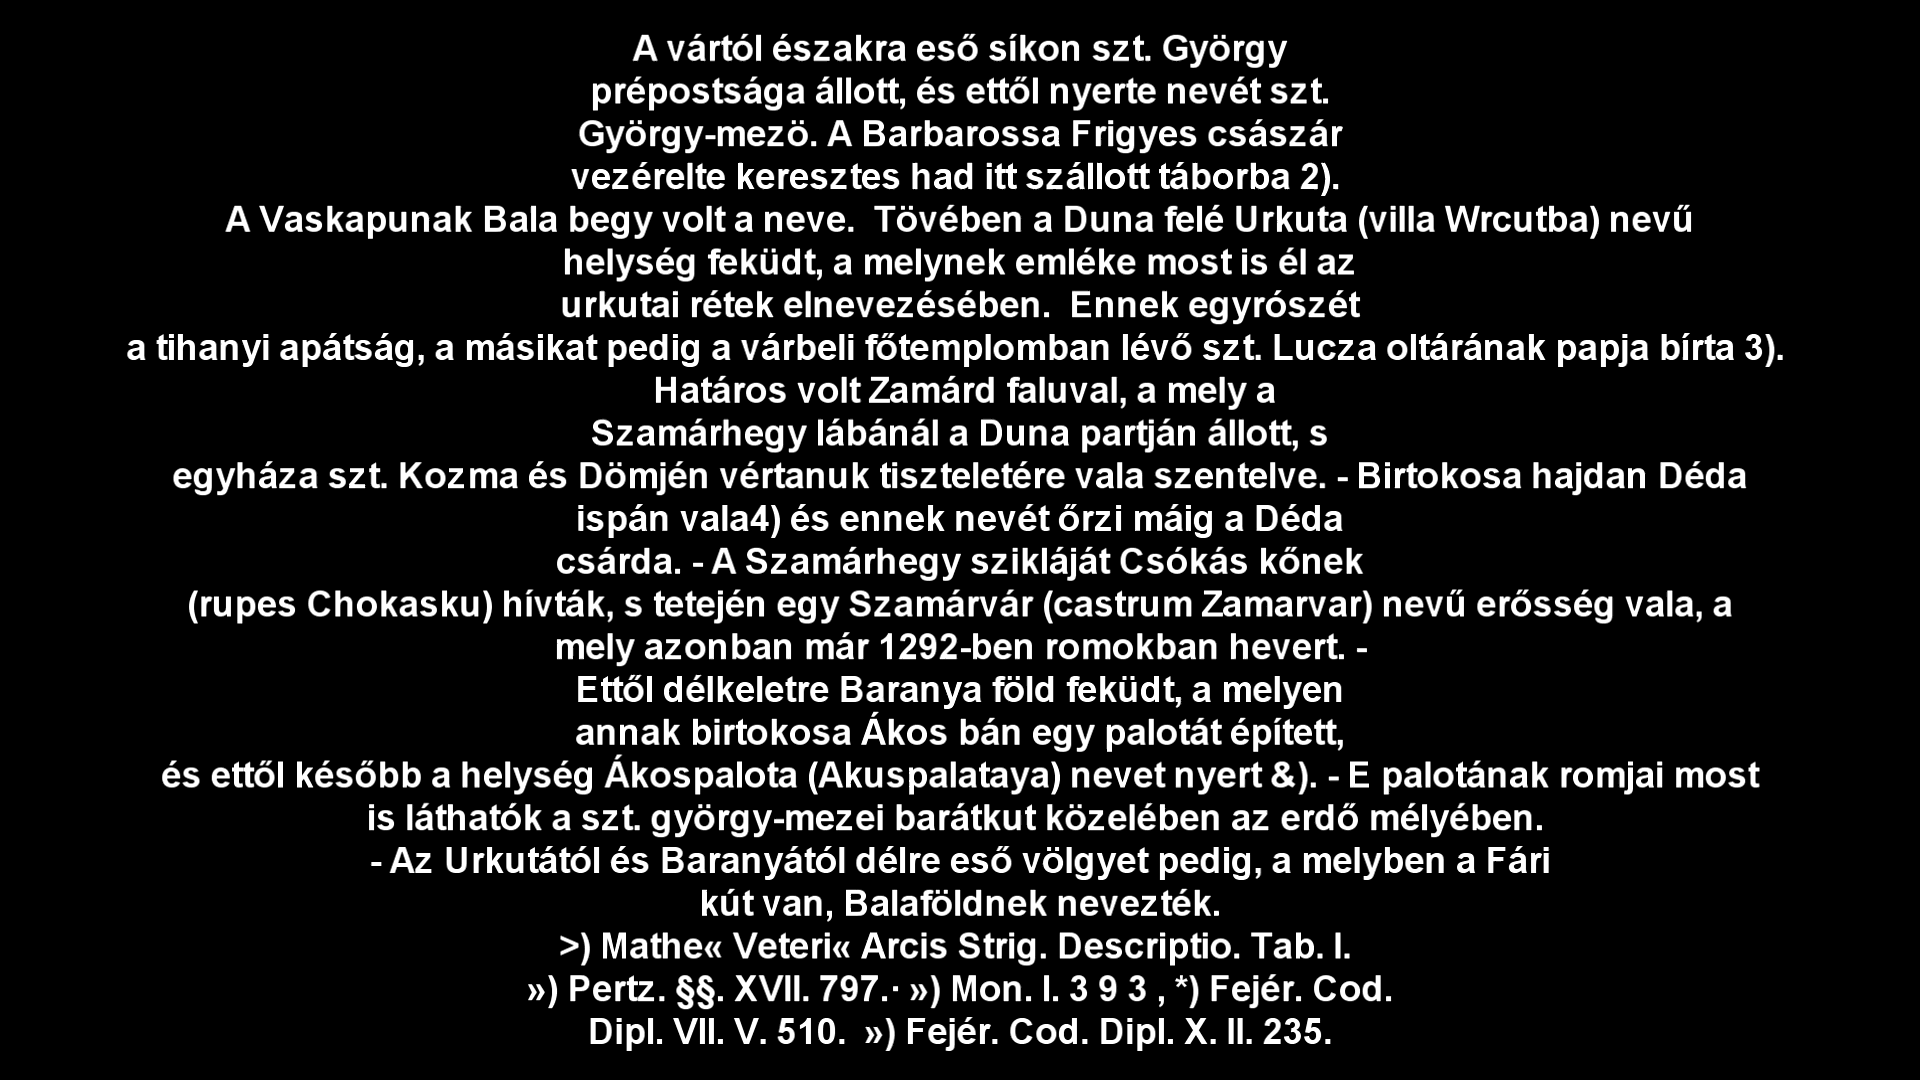 A vártól északra eső síkon szt. György
prépostsága állott, és ettől nyerte nevét szt.
György-mezö. A Barbarossa Frigyes császár
vezérelte keresztes had itt szállott táborba 2).
A Vaskapunak Bala begy volt a neve.  Tövében a Duna felé Urkuta (villa Wrcutba) nevű
helység feküdt, a melynek emléke most is él az
urkutai rétek elnevezésében.  Ennek egyrószét
a tihanyi apátság, a másikat pedig a várbeli főtemplomban lévő szt. Lucza oltárának papja bírta 3).
Határos volt Zamárd faluval, a mely a
Szamárhegy lábánál a Duna partján állott, s
egyháza szt. Kozma és Dömjén vértanuk tiszteletére vala szentelve. - Birtokosa hajdan Déda
ispán vala4) és ennek nevét őrzi máig a Déda
csárda. - A Szamárhegy szikláját Csókás kőnek
(rupes Chokasku) hívták, s tetején egy Szamárvár (castrum Zamarvar) nevű erősség vala, a
mely azonban már 1292-ben romokban hevert. -
Ettől délkeletre Baranya föld feküdt, a melyen
annak birtokosa Ákos bán egy palotát épített,
és ettől később a helység Ákospalota (Akuspalataya) nevet nyert &). - E palotának romjai most
is láthatók a szt. györgy-mezei barátkut közelében az erdő mélyében.
- Az Urkutától és Baranyától délre eső völgyet pedig, a melyben a Fári
kút van, Balaföldnek nevezték.
>) Mathe« Veteri« Arcis Strig. Descriptio. Tab. I.
») Pertz. §§. XVII. 797.· ») Mon. I. 3 9 3 , *) Fejér. Cod.
Dipl. VII. V. 510.  ») Fejér. Cod. Dipl. X. II. 235.